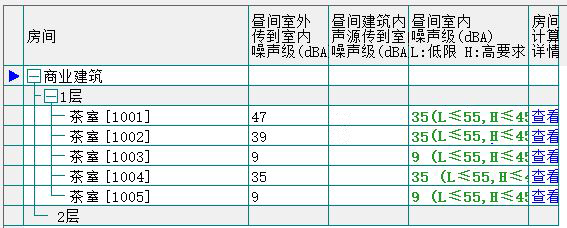 房间
昼间室外
传到室内
噪声级(dBA
昼间建筑内
声源传到室
噪声级(dBA
昼间室内
噪声级(dBA)
L:低限 H:高要求
房间
计算
详情
商业建筑
1层
茶室[1001] 47 35(L≤55,H≤45 查看
茶室[1002] 39 35(L≤55,H≤45 查看
茶室[1003] 9 9 (L≤55,H≤45 查看
茶室[1004] 35 35 (L≤55,H≤4 查看
茶室[1005] 9 9 (L≤55,H≤45 查看
2层